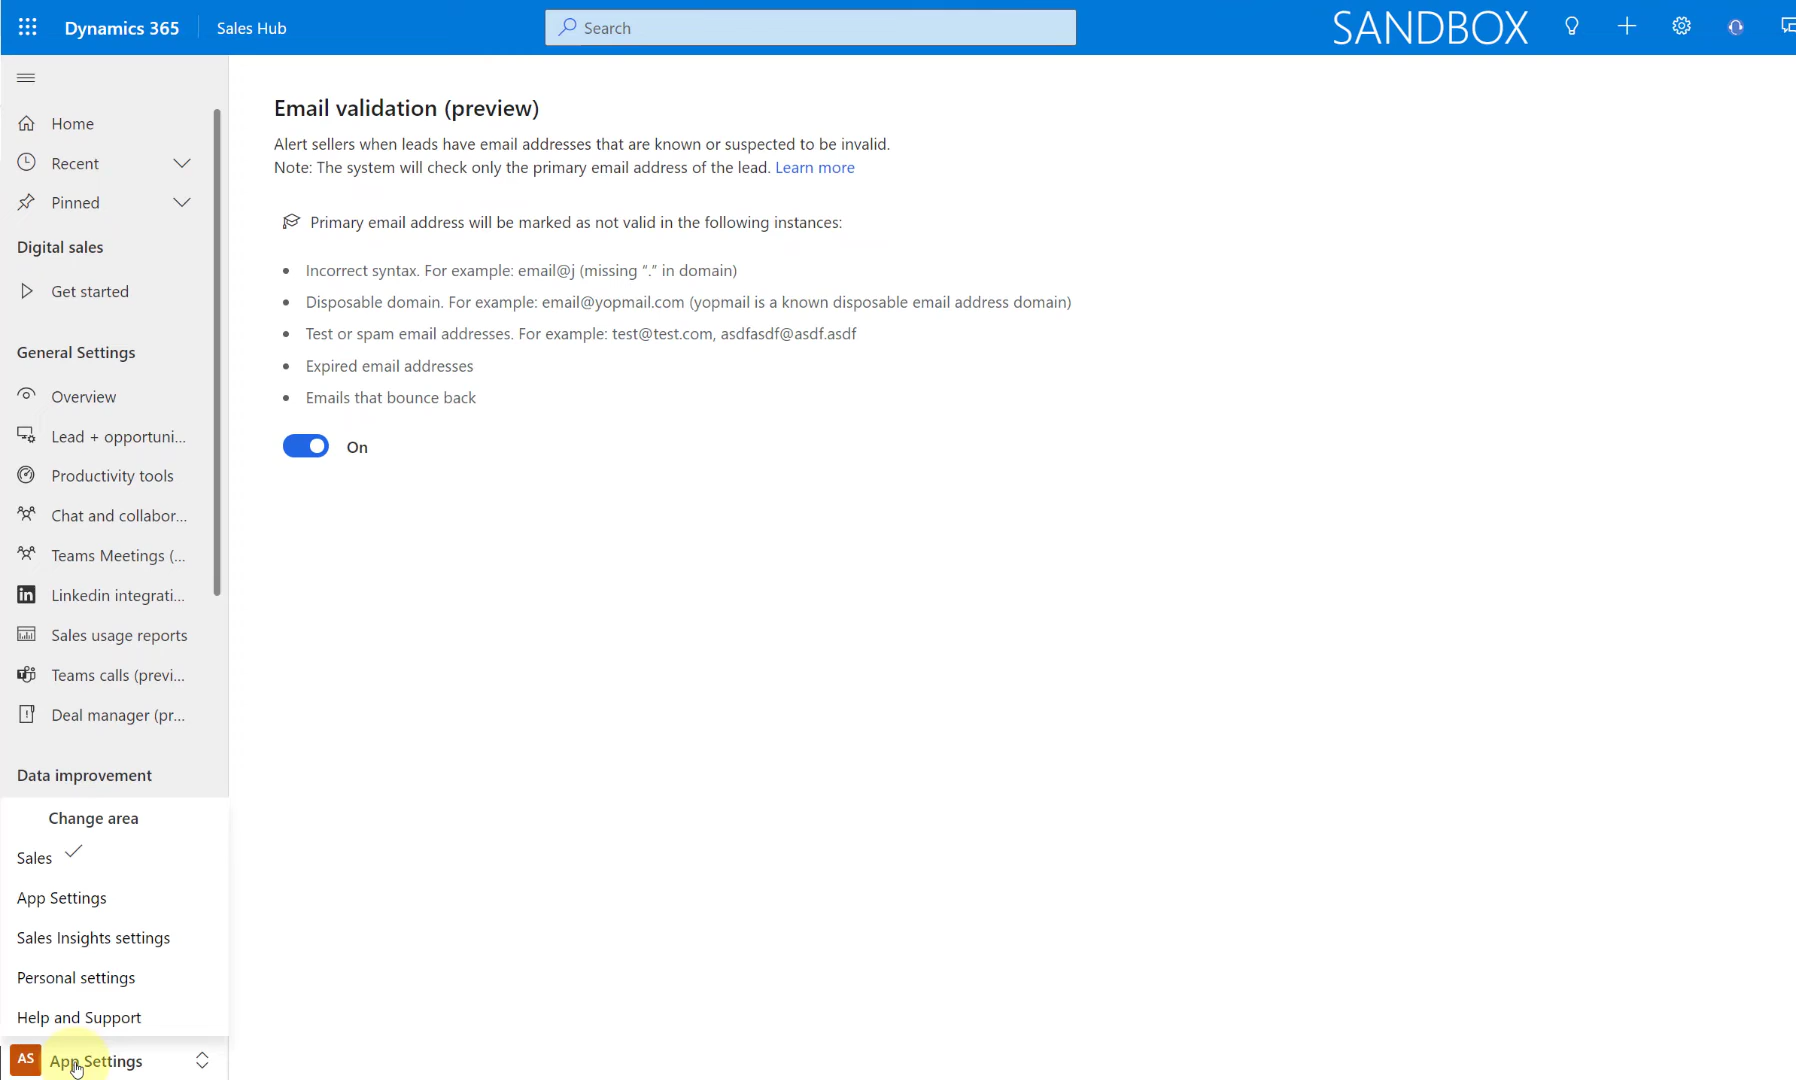 Dynamics 365
Sales Hub
Search
SANDBOX
Home
Recent
Pinned
Digital sales
Get started
General Settings
Overview
Lead + opportuni...
Productivity tools
Chat and collabor...
Teams Meetings (...
Linkedin integrati...
Sales usage reports
Teams calls (previ...
Deal manager (pr...
Data improvement
Change area
Sales
App Settings
Sales Insights settings
Personal settings
Help and Support
AS App Settings
Email validation (preview)
Alert sellers when leads have email addresses that are known or suspected to be invalid.
Note: The system will check only the primary email address of the lead. Learn more
Primary email address will be marked as not valid in the following instances:
• Incorrect syntax. For example: email@j (missing “.” in domain)
• Disposable domain. For example: email@yopmail.com (yopmail is a known disposable email address domain)
• Test or spam email addresses. For example: test@test.com, asdfasdf@asdf.asdf
• Expired email addresses
• Emails that bounce back
On